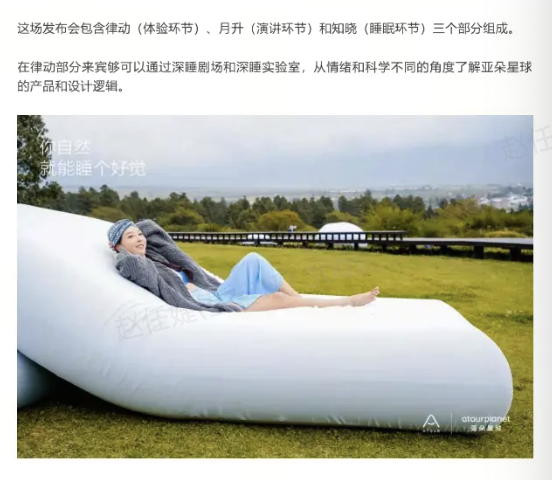 这场发布会包含律动（体验环节）、月升（演讲环节）和知晓（睡眠环节）三个部分组成。
在律动部分来宾够可以通过深睡剧场和深睡实验室，从情绪和科学不同的角度了解亚朵星球
的产品和设计逻辑。
你自然
就能睡个好觉
atourplanet
亚朵星球